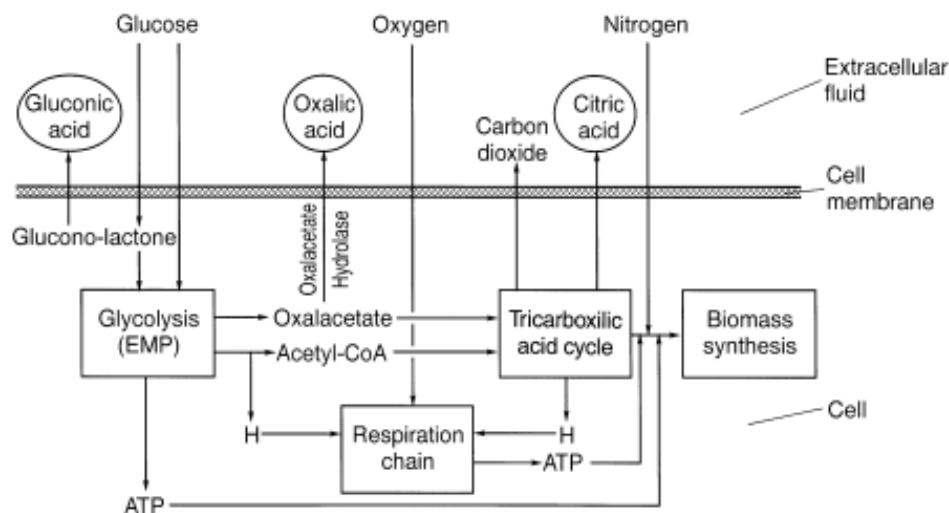 Glucose
Oxygen
Nitrogen
Extracellular
fluid
Gluconic
acid
Oxalic
acid
Carbon
dioxide
Citric
acid
Cell
membrane
Glucono-lactone
Oxalacetate
Hydrolase
Glycolysis
(EMP)
Oxalacetate
Acetyl-CoA
Tricarboxilic
acid cycle
Biomass
synthesis
Cell
H
Respiration
chain
H
ATP
ATP